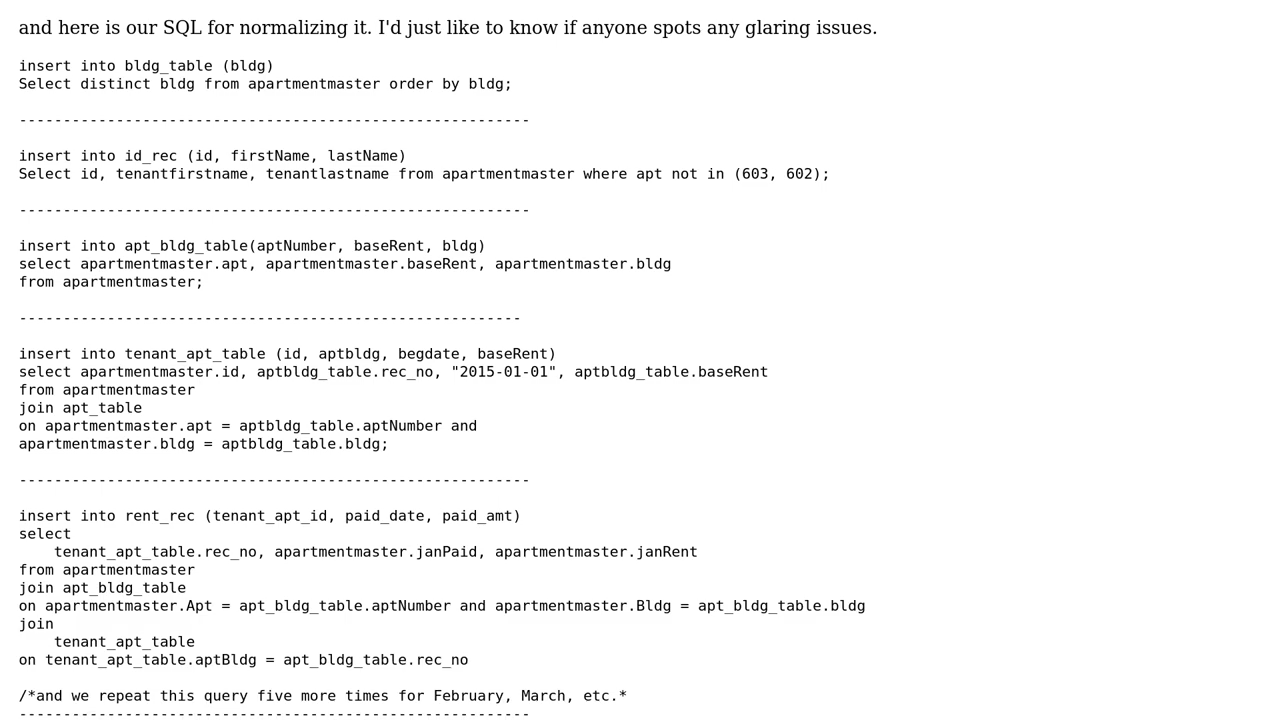 and here is our SQL for normalizing it. I'd just like to know if anyone spots any glaring issues.
insert into bldg_table (bldg)
Select distinct bldg from apartmentmaster order by bldg;
----------------------------------------------------------
insert into id_rec (id, firstName, lastName)
Select id, tenantfirstname, tenantlastname from apartmentmaster where apt not in (603, 602);
----------------------------------------------------------
insert into apt_bldg_table(aptNumber, baseRent, bldg)
select apartmentmaster.apt, apartmentmaster.baseRent, apartmentmaster.bldg
from apartmentmaster;
---------------------------------------------------------
insert into tenant_apt_table (id, aptbldg, begdate, baseRent)
select apartmentmaster.id, aptbldg_table.rec_no, "2015-01-01", aptbldg_table.baseRent
from apartmentmaster
join apt_table
on apartmentmaster.apt = aptbldg_table.aptNumber and
apartmentmaster.bldg = aptbldg_table.bldg;
----------------------------------------------------------
insert into rent_rec (tenant_apt_id, paid_date, paid_amt)
select
    tenant_apt_table.rec_no, apartmentmaster.janPaid, apartmentmaster.janRent
from apartmentmaster
join apt_bldg_table
on apartmentmaster.Apt = apt_bldg_table.aptNumber and apartmentmaster.Bldg = apt_bldg_table.bldg
join
    tenant_apt_table
on tenant_apt_table.aptBldg = apt_bldg_table.rec_no
/*and we repeat this query five more times for February, March, etc.*
----------------------------------------------------------